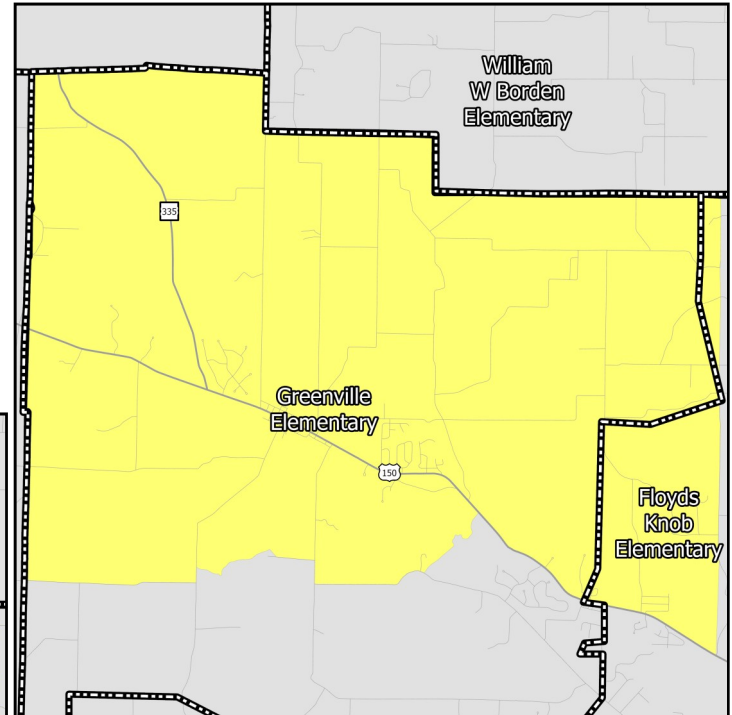 William
W Borden
Elementary
335
Greenville
Elementary
150
Floyds
Knob
Elementary